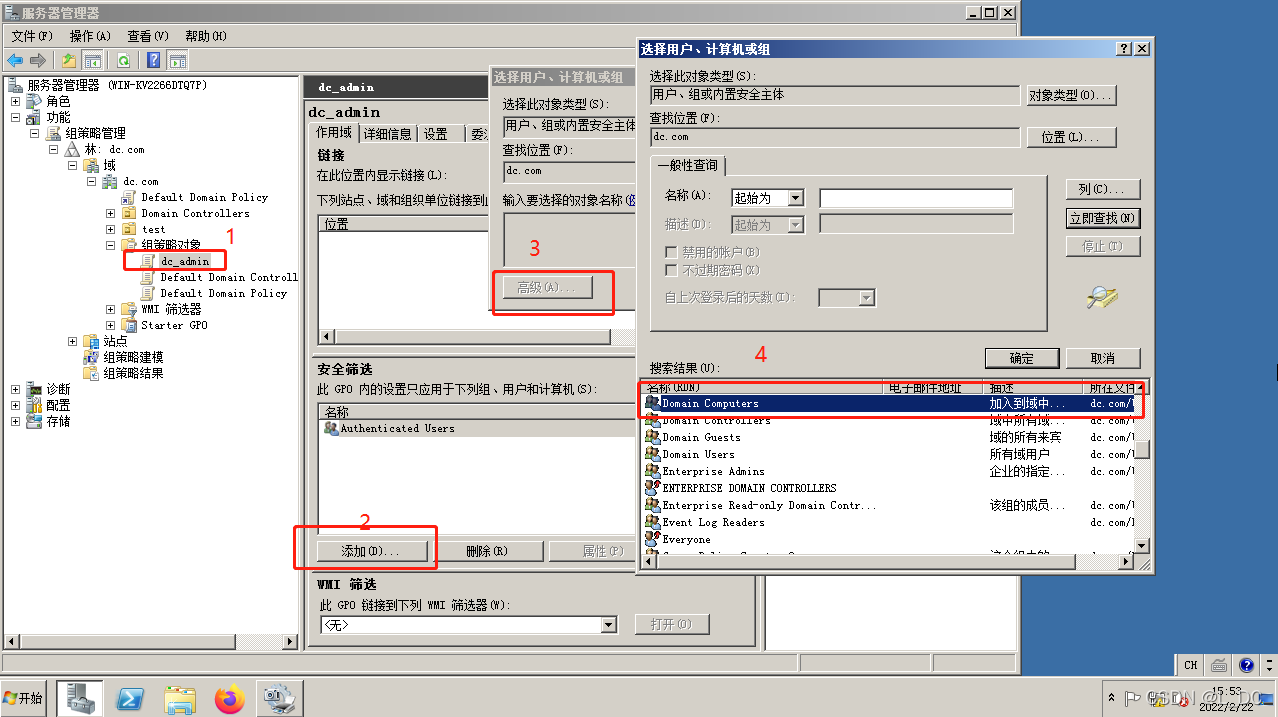 服务器管理器
文件(F) 操作(A) 查看(V) 帮助(H)
服务器管理器 (WIN-KV2266DTQ7P)
角色
功能
组策略管理
林: dc.com
域
dc.com
Default Domain Policy
Domain Controllers
test
组策略对象
1
dc_admin
Default Domain Controll
Default Domain Policy
WMI 筛选器
Starter GPO
站点
组策略建模
组策略结果
诊断
配置
存储
dc_admin
dc_admin
作用域 详细信息 设置
链接
在此位置内显示链接(L):
下列站点、域和组织单位链接到
位置
安全筛选
此 GPO 内的设置只应用于下列组、用户和计算机(S):
名称
Authenticated Users
2
添加(D)... 删除(R) 属性(P)
WMI 筛选
此 GPO 链接到下列 WMI 筛选器(W):
<无> 打开(O)
选择用户、计算机或组
选择此对象类型(S):
用户、组或内置安全主体
查找位置(F):
dc.com
输入要选择的对象名称
3
高级(A)...
选择用户、计算机或组
选择此对象类型(S):
用户、组或内置安全主体 对象类型(O)...
查找位置(F):
dc.com 位置(L)...
一般性查询
名称(A): 起始为
描述(D): 起始为
禁用的帐户(B)
不过期密码(X)
自上次登录后的天数(I):
列(C)...
立即查找(N)
停止(T)
4
确定 取消
搜索结果(U):
名称(RDN) 电子邮件地址 描述 所在文件
Domain Computers 加入到域中... dc.com/
Domain Controllers 域中所有域... dc.com/
Domain Guests 域的所有来宾 dc.com/
Domain Users 所有域用户 dc.com/
Enterprise Admins 企业的指定... dc.com/
ENTERPRISE DOMAIN CONTROLLERS
Enterprise Read-only Domain Contr... 该组的成员... dc.com/
Event Log Readers dc.com/
Everyone
CH
开始
15:53
2022/2/22